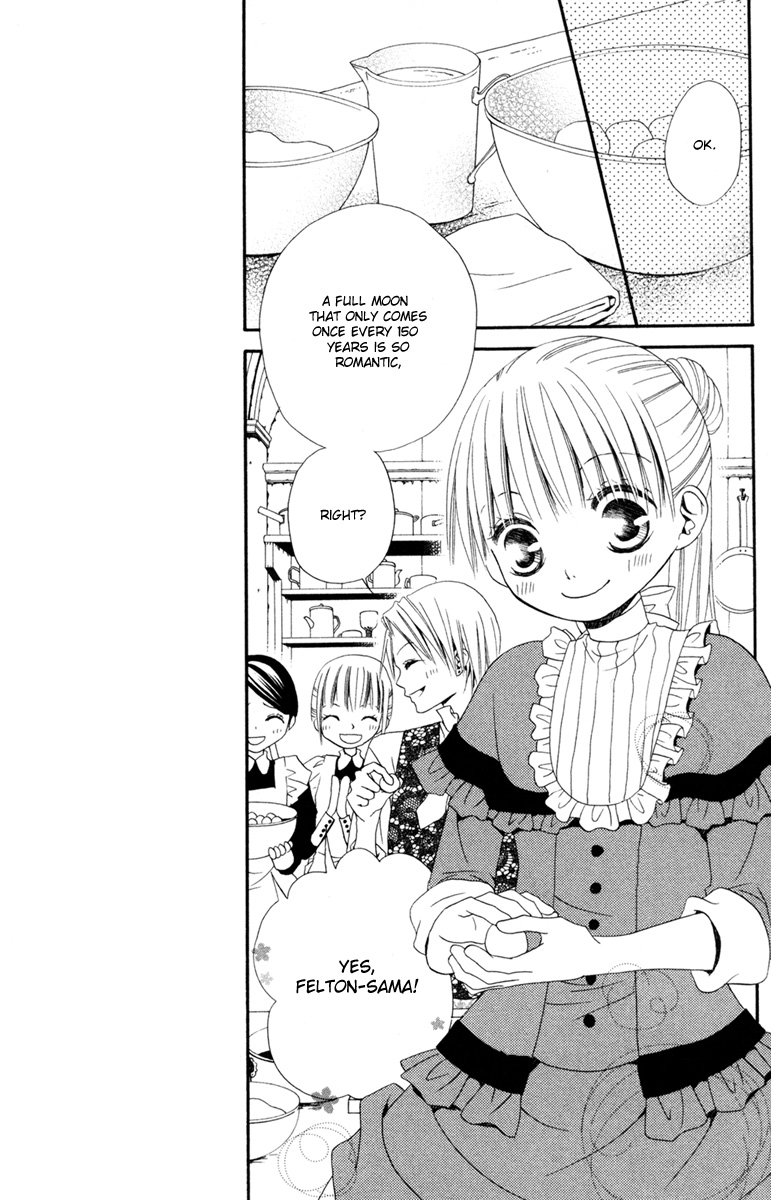 OK.
A FULL MOON
THAT ONLY COMES
ONCE EVERY 150
YEARS IS SO
ROMANTIC,
RIGHT?
YES,
FELTON-SAMA!